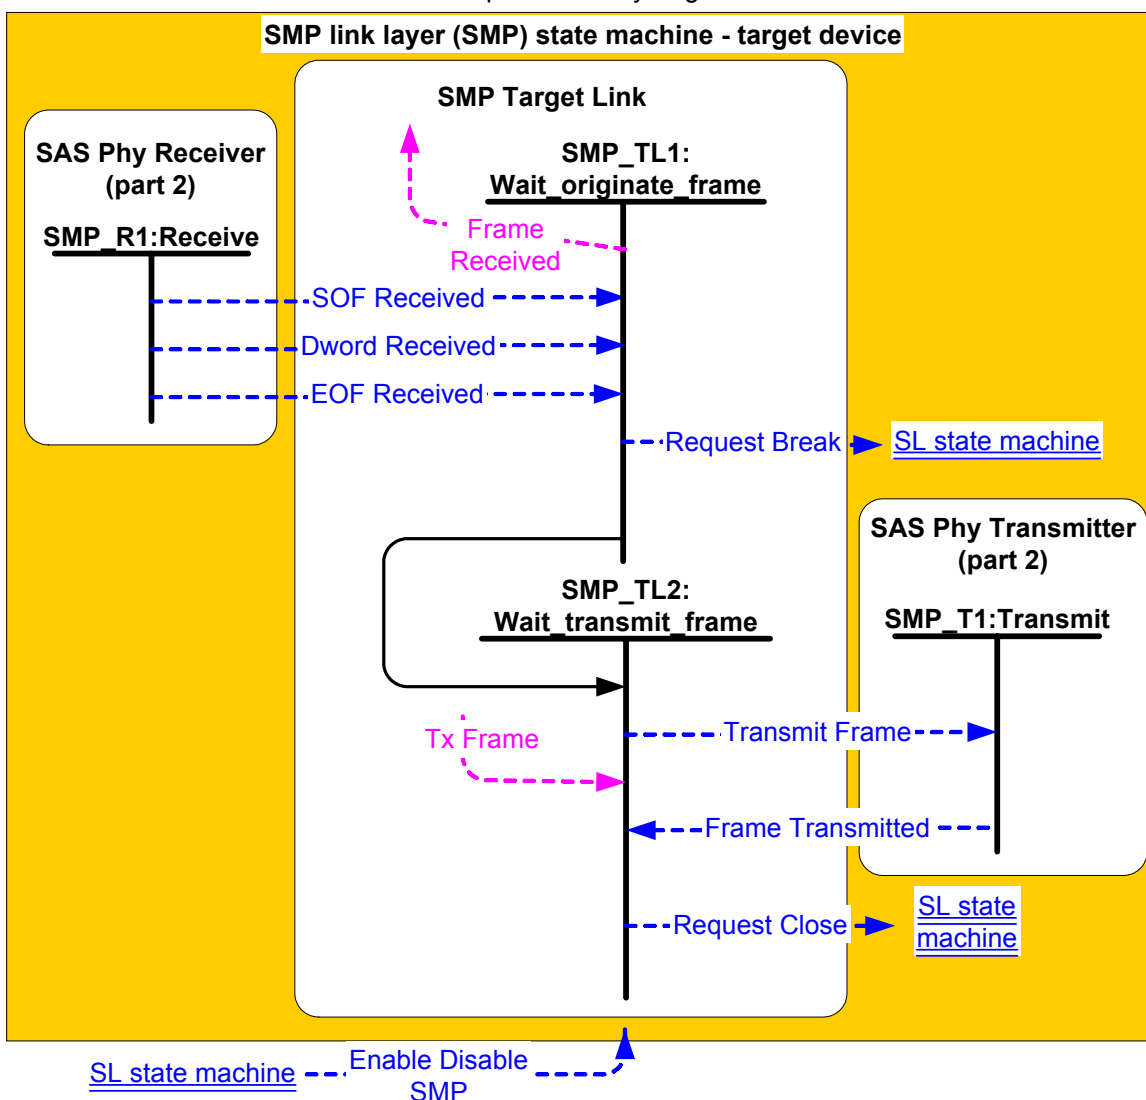 SMP link layer (SMP) state machine - target device
SMP Target Link
SAS Phy Receiver
(part 2)
SMP_R1:Receive
SMP_TL1:
Wait_originate_frame
Frame
Received
SOF Received
Dword Received
EOF Received
Request Break
SL state machine
SAS Phy Transmitter
(part 2)
SMP_T1:Transmit
SMP_TL2:
Wait_transmit_frame
Tx Frame
Transmit Frame
Frame Transmitted
Request Close
SL state
machine
SL state machine
Enable Disable
SMP